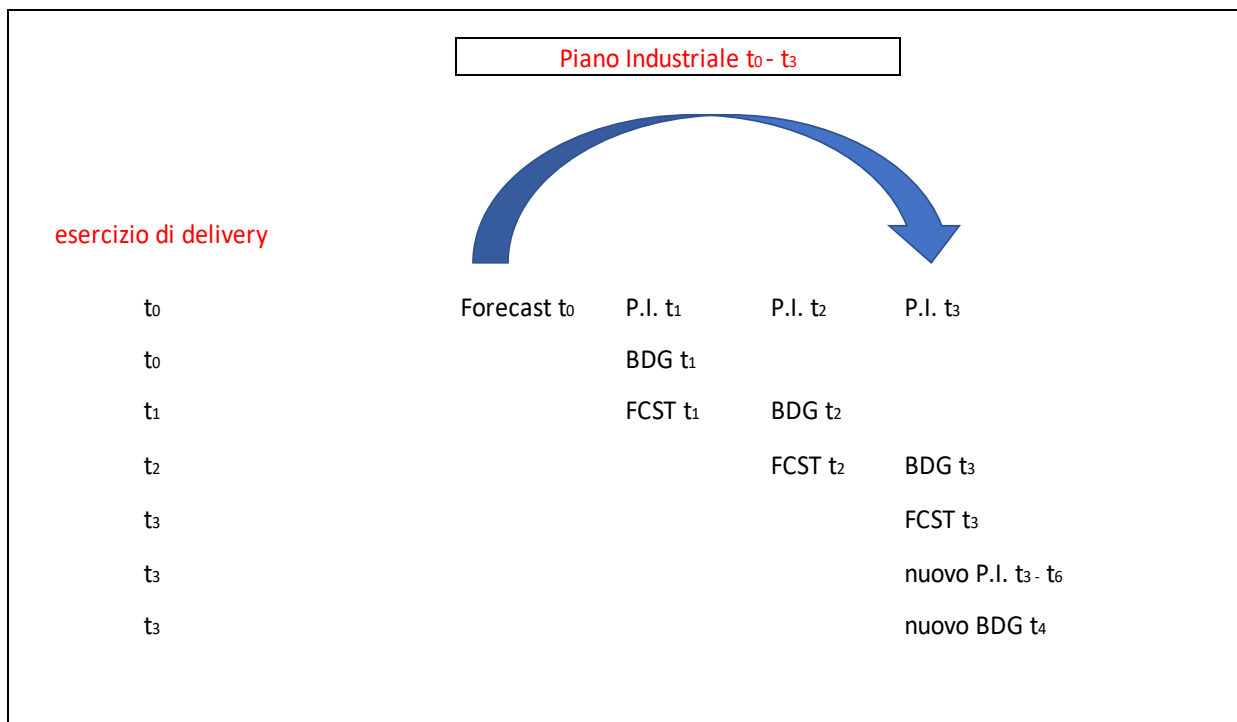 Piano Industriale t0 - t3
esercizio di delivery
t0 Forecast t0 P.I. t1 P.I. t2 P.I. t3
t0 BDG t1
t1 FCST t1 BDG t2
t2 FCST t2 BDG t3
t3 FCST t3
t3 nuovo P.I. t3 - t6
t3 nuovo BDG t4